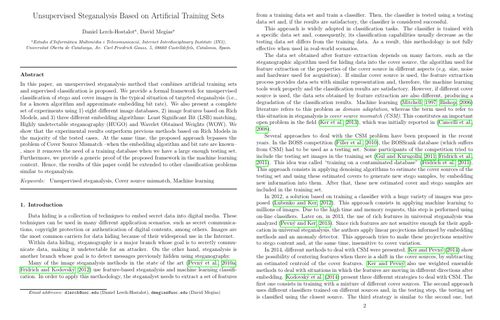 Unsupervised Steganalysis Based on Artificial Training Sets
Daniel Lerch-Hostalot*, David Megías*
*Estudis d'Informàtica Multimèdia i Telecomunicació, Internet Interdisciplinary Institute (IN3),
Universitat Oberta de Catalunya, Av. Carl Friedrich Gauss, 5, 08860 Castelldefels, Catalonia, Spain.
Abstract
In this paper, an unsupervised steganalysis method that combines artificial training sets
and supervised classification is proposed. We provide a formal framework for unsupervised
classification of stego and cover images in the typical situation of targeted steganalysis (i.e.,
for a known algorithm and approximate embedding bit rate). We also present a complete
set of experiments using 1) eight different image databases, 2) image features based on Rich
Models, and 3) three different embedding algorithms: Least Significant Bit (LSB) matching,
Highly undetectable steganography (HUGO) and Wavelet Obtained Weights (WOW). We
show that the experimental results outperform previous methods based on Rich Models in
the majority of the tested cases. At the same time, the proposed approach bypasses the
problem of Cover Source Mismatch -when the embedding algorithm and bit rate are known-
, since it removes the need of a training database when we have a large enough testing set.
Furthermore, we provide a generic proof of the proposed framework in the machine learning
context. Hence, the results of this paper could be extended to other classification problems
similar to steganalysis.
Keywords: Unsupervised steganalysis, Cover source mismatch, Machine learning
1. Introduction
Data hiding is a collection of techniques to embed secret data into digital media. These
techniques can be used in many different application scenarios, such as secret communica-
tions, copyright protection or authentication of digital contents, among others. Images are
the most common carriers for data hiding because of their widespread use in the Internet.
Within data hiding, steganography is a major branch whose goal is to secretly commu-
nicate data, making it undetectable for an attacker. On the other hand, steganalysis is
another branch whose goal is to detect messages previously hidden using steganography.
Many of the image steganalysis methods in the state of the art (Pevný et al., 2010a;
Fridrich and Kodovský, 2012) use feature-based steganalysis and machine learning classifi-
cation. In order to apply this methodology, the steganalyst needs to extract a set of features
Email addresses: dlerch@uoc.edu (Daniel Lerch-Hostalot), dmegias@uoc.edu (David Megías)
from a training data set and train a classifier. Then, the classifier is tested using a testing
data set and, if the results are satisfactory, the classifier is considered successful.
This approach is widely adopted in classification tasks. The classifier is trained with
a specific data set and, consequently, its classification capabilities usually decrease as the
testing data set differs from the training data. As a result, this methodology is not fully
effective when used in real-world scenarios.
The data set obtained after feature extraction depends on many factors, such as the
steganographic algorithm used for hiding data into the cover source, the algorithm used for
feature extraction or the properties of the cover source in different aspects (e.g. size, noise
and hardware used for acquisition). If similar cover source is used, the feature extraction
process provides data with similar representation and, therefore, the machine learning
tools work properly and the classification results are satisfactory. However, if different cover
source is used, the data sets obtained by feature extraction are also different, producing a
degradation of the classification results. Machine learning (Mitchell, 1997; Bishop, 2006)
literature refers to this problem as domain adaptation, whereas the term used to refer to
this situation in steganography is cover source mismatch (CSM). This constitutes an important
open problem in the field (Ker et al., 2013), which was initially reported in (Cancelli et al.,
2008).
Several approaches to deal with the CSM problem have been proposed in the recent
years. In the BOSS competition (Filler et al., 2010), the BOSSrank database (which suffers
from CSM) had to be used as a testing set. Some participants of the competition tried to
include the testing set images in the training set (Gul and Kurugollu, 2011; Fridrich et al.,
2011). This idea was called "training on a contaminated database" (Fridrich et al., 2011).
This approach consists in applying denoising algorithms to estimate the cover sources of the
testing set and using these estimated covers to generate new stego samples, by embedding
new information into them. After that, these new estimated cover and stego samples are
included in the training set.
In 2012, a solution based on training a classifier with a huge variety of images was pro-
posed (Lubenko and Ker, 2012). This approach consists in applying machine learning to
millions of images. Due to the high time and memory requests, this step is performed using
on-line classifiers. Later on, in 2013, the use of rich features in universal steganalysis was
analyzed (Pevný and Ker, 2013). Since rich features are not sensitive enough for their appli-
cation in universal steganalysis, the authors apply linear projections informed by embedding
methods and an anomaly detector. This approach tries to make these projections sensitive
to stego content and, at the same time, insensitive to cover variation.
In 2014, different methods to deal with CSM were presented. Ker and Pevný (2014) show
the possibility of centering features when there is a shift in the cover sources, by subtracting
an estimated centroid of the cover features. Ker and Pevný also use weighted ensemble
methods to deal with situations in which the features are moving in different directions after
embedding. Kodovský et al. (2014) present three different strategies to deal with CSM. The
first one consists in training with a mixture of different cover sources. The second approach
uses different classifiers trained on different sources and, in the testing step, the testing set
is classified using the closest source. The third strategy is similar to the second one, but
2